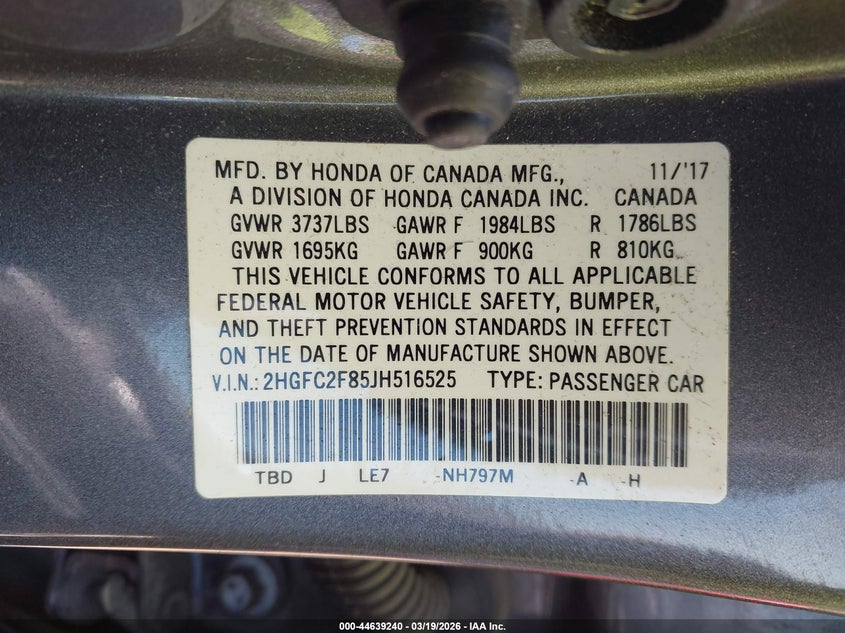 MFD. BY HONDA OF CANADA MFG., 11/'17
A DIVISION OF HONDA CANADA INC. CANADA
GVWR 3737LBS GAWR F 1984LBS R 1786LBS
GVWR 1695KG GAWR F 900KG R 810KG
THIS VEHICLE CONFORMS TO ALL APPLICABLE
FEDERAL MOTOR VEHICLE SAFETY, BUMPER,
AND THEFT PREVENTION STANDARDS IN EFFECT
ON THE DATE OF MANUFACTURE SHOWN ABOVE.
V.I.N.: 2HGFC2F85JH516525 TYPE: PASSENGER CAR
TBD J LE7 -NH797M -A -H
000-44639240 - 03/19/2026 - IAA Inc.